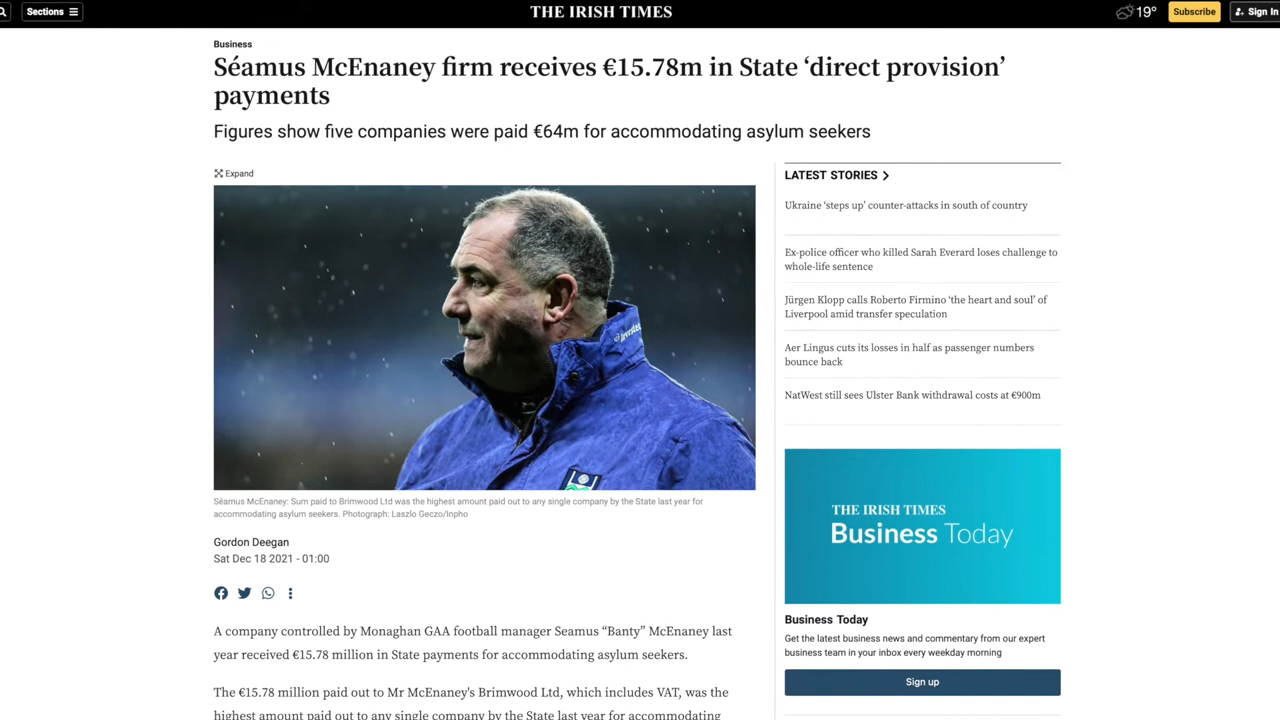 Sections
THE IRISH TIMES
19°
Subscribe
Sign In
Business
Séamus McEnaney firm receives €15.78m in State ‘direct provision’
payments
Figures show five companies were paid €64m for accommodating asylum seekers
Expand
Investec
Séamus McEnaney: Sum paid to Brimwood Ltd was the highest amount paid out to any single company by the State last year for
accommodating asylum seekers. Photograph: Laszlo Geczo/Inpho
Gordon Deegan
Sat Dec 18 2021 - 01:00
A company controlled by Monaghan GAA football manager Seamus “Banty” McEnaney last
year received €15.78 million in State payments for accommodating asylum seekers.
The €15.78 million paid out to Mr McEnaney's Brimwood Ltd, which includes VAT, was the
highest amount paid out to any single company by the State last year for accommodating
LATEST STORIES
Ukraine ‘steps up’ counter-attacks in south of country
Ex-police officer who killed Sarah Everard loses challenge to
whole-life sentence
Jürgen Klopp calls Roberto Firmino ‘the heart and soul’ of
Liverpool amid transfer speculation
Aer Lingus cuts its losses in half as passenger numbers
bounce back
NatWest still sees Ulster Bank withdrawal costs at €900m
THE IRISH TIMES
Business Today
Business Today
Get the latest business news and commentary from our expert
business team in your inbox every weekday morning
Sign up